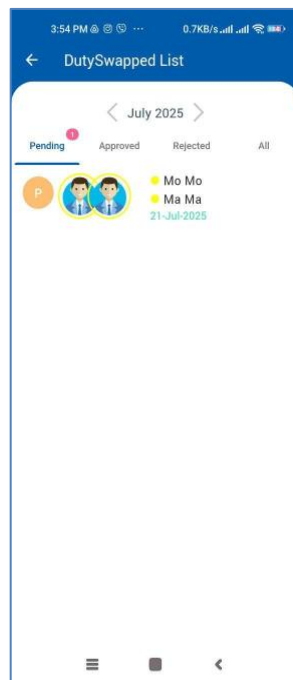 3:54 PM ... 0.7KB/s
DutySwapped List
July 2025
Pending 1 Approved Rejected All
P
Mo Mo
Ma Ma
21-Jul-2025